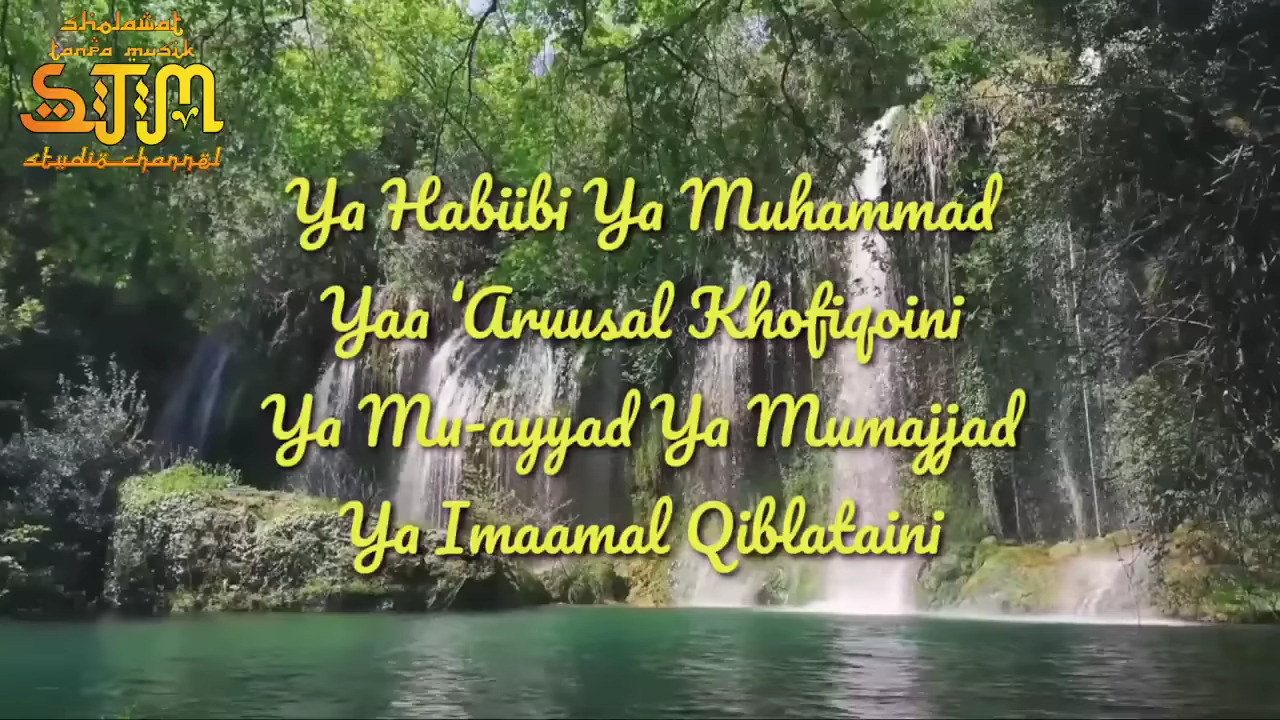 sholawat
tanpa musik
STTM
studio channel
Ya Habiibi Ya Muhammad
Yaa ‘Aruusal Khofiqoini
Ya Mu-ayyad Ya Mumajjad
Ya Imaamal Qiblataini